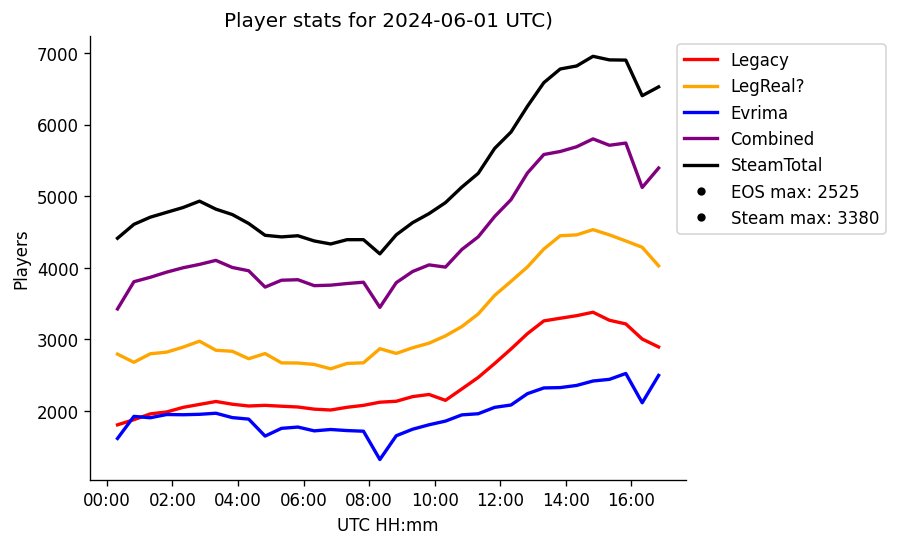 Player stats for 2024-06-01 UTC)
7000
6000
5000
4000
3000
2000
Players
00:00 02:00 04:00 06:00 08:00 10:00 12:00 14:00 16:00
UTC HH:mm
Legacy
LegReal?
Evrima
Combined
SteamTotal
EOS max: 2525
Steam max: 3380